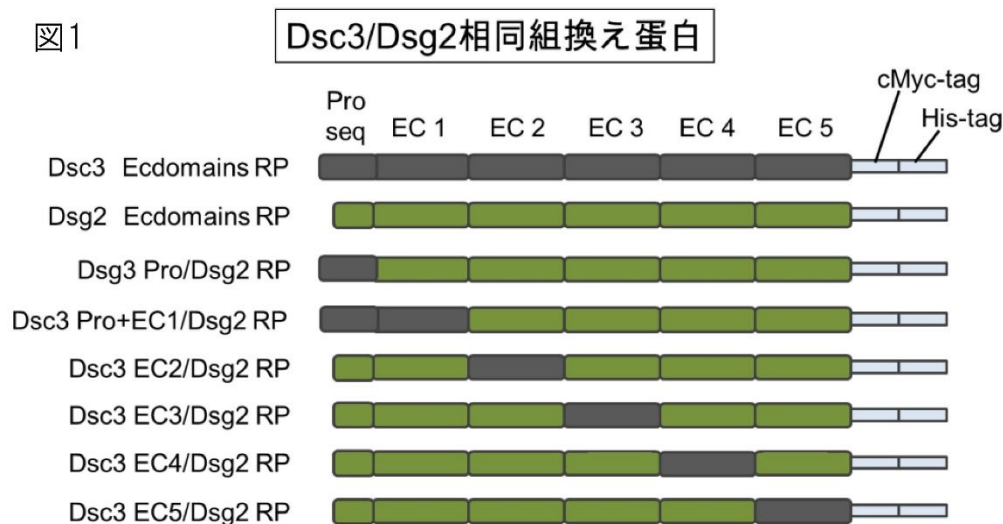 図1
Dsc3/Dsg2相同組換え蛋白
cMyc-tag
His-tag
Pro
seq
EC 1
EC 2
EC 3
EC 4
EC 5
Dsc3 Ecdomains RP
Dsg2 Ecdomains RP
Dsg3 Pro/Dsg2 RP
Dsc3 Pro+EC1/Dsg2 RP
Dsc3 EC2/Dsg2 RP
Dsc3 EC3/Dsg2 RP
Dsc3 EC4/Dsg2 RP
Dsc3 EC5/Dsg2 RP